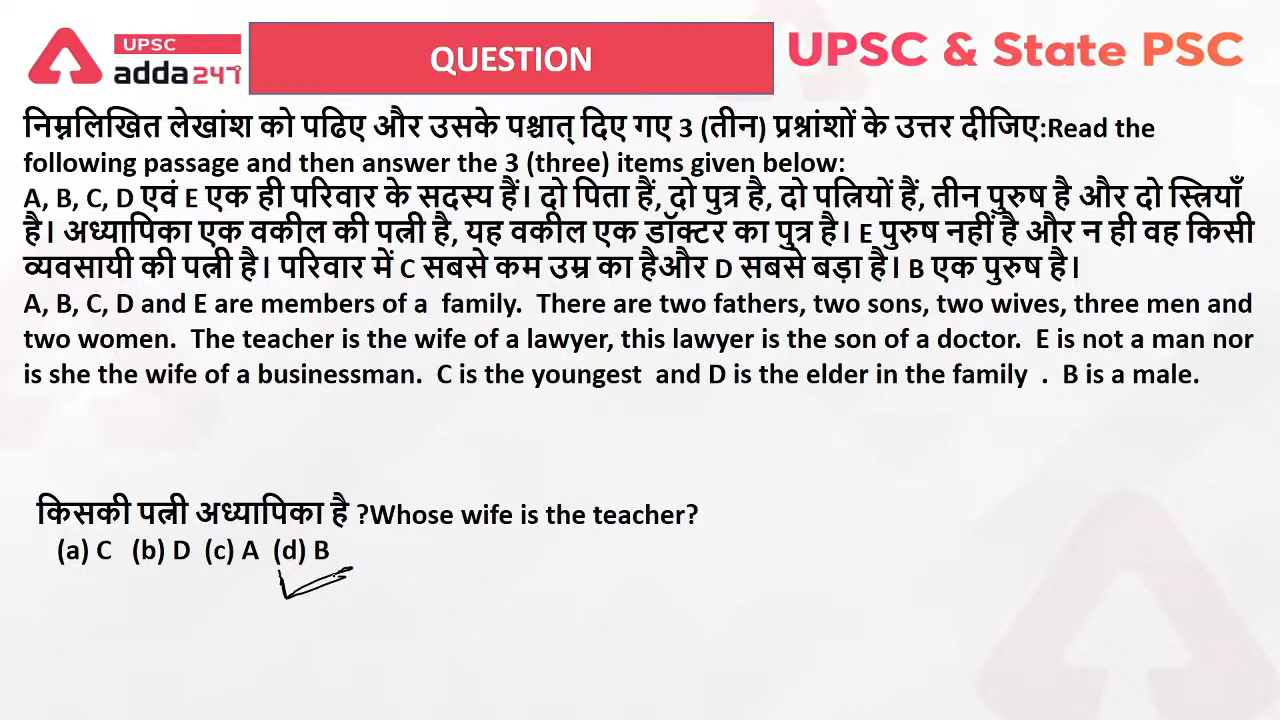 UPSC
adda247
QUESTION
UPSC & State PSC
निम्नलिखित लेखांश को पढिए और उसके पश्चात् दिए गए 3 (तीन) प्रश्नांशों के उत्तर दीजिए:Read the
following passage and then answer the 3 (three) items given below:
A, B, C, D एवं E एक ही परिवार के सदस्य हैं। दो पिता हैं, दो पुत्र है, दो पत्नियों हैं, तीन पुरुष है और दो स्त्रियाँ
है। अध्यापिका एक वकील की पत्नी है, यह वकील एक डॉक्टर का पुत्र है। E पुरुष नहीं है और न ही वह किसी
व्यवसायी की पत्नी है। परिवार में C सबसे कम उम्र का हैऔर D सबसे बड़ा है। B एक पुरुष है।
A, B, C, D and E are members of a family. There are two fathers, two sons, two wives, three men and
two women. The teacher is the wife of a lawyer, this lawyer is the son of a doctor. E is not a man nor
is she the wife of a businessman. C is the youngest and D is the elder in the family . B is a male.
किसकी पत्नी अध्यापिका है ?Whose wife is the teacher?
(a) C (b) D (c) A (d) B